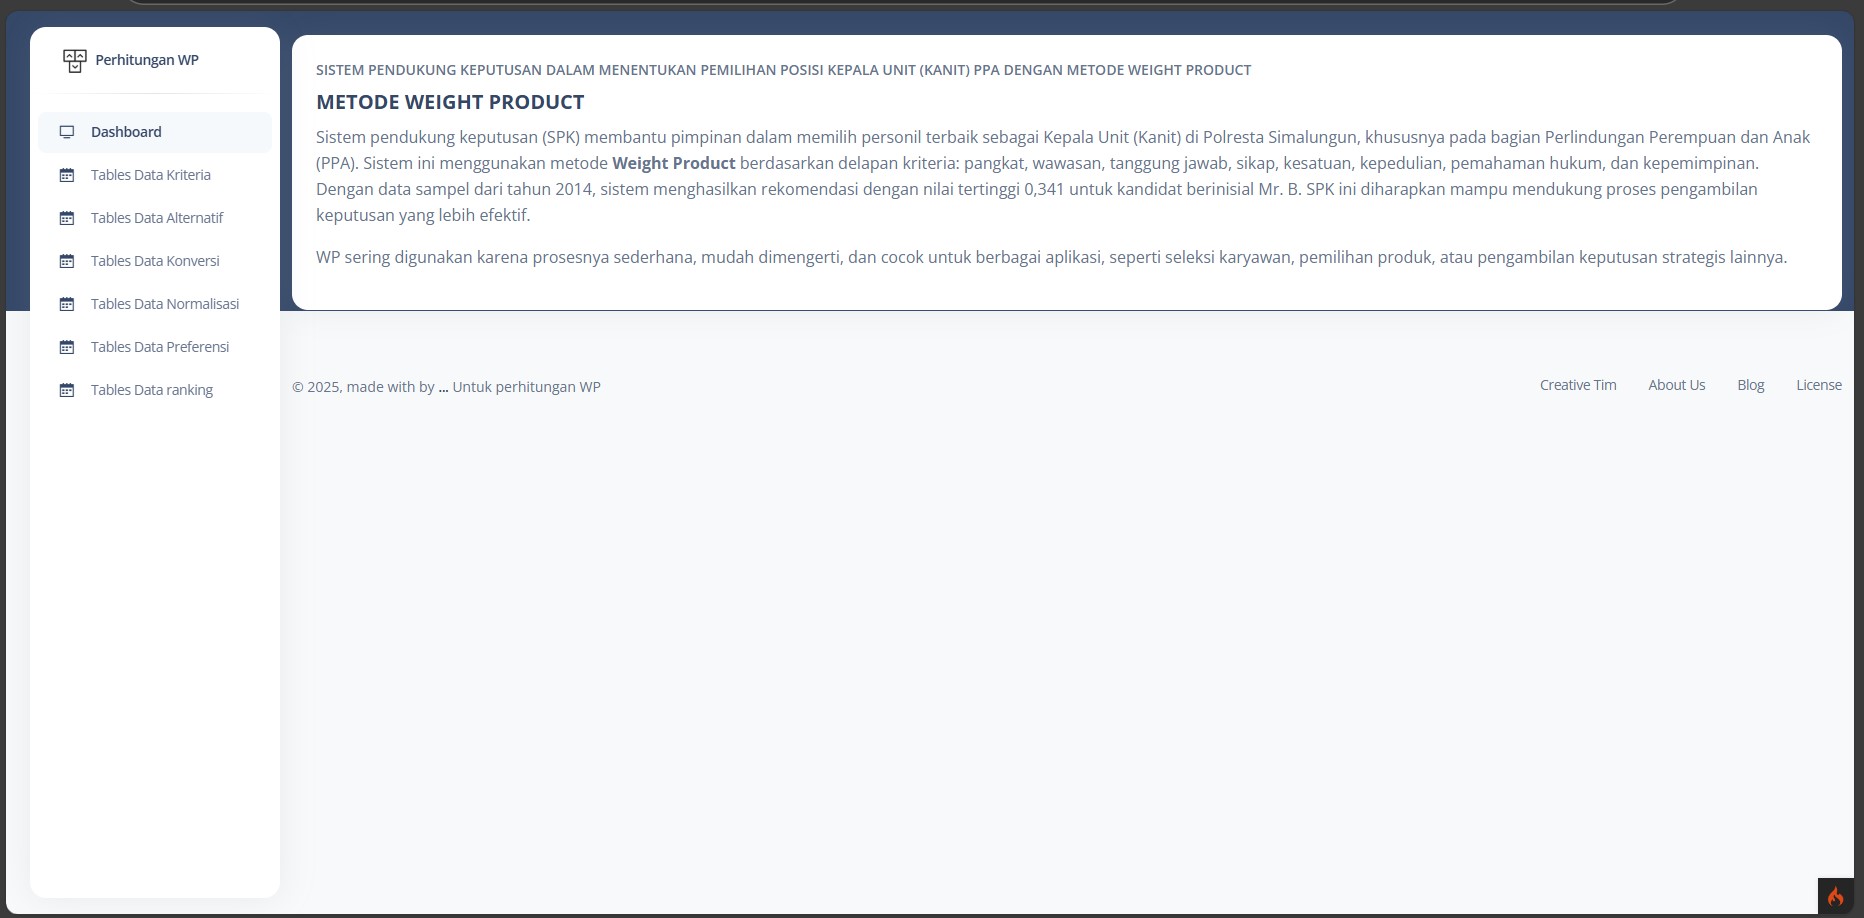 Perhitungan WP
Dashboard
Tables Data Kriteria
Tables Data Alternatif
Tables Data Konversi
Tables Data Normalisasi
Tables Data Preferensi
Tables Data ranking
SISTEM PENDUKUNG KEPUTUSAN DALAM MENENTUKAN PEMILIHAN POSISI KEPALA UNIT (KANIT) PPA DENGAN METODE WEIGHT PRODUCT
METODE WEIGHT PRODUCT
Sistem pendukung keputusan (SPK) membantu pimpinan dalam memilih personil terbaik sebagai Kepala Unit (Kanit) di Polresta Simalungun, khususnya pada bagian Perlindungan Perempuan dan Anak
(PPA). Sistem ini menggunakan metode Weight Product berdasarkan delapan kriteria: pangkat, wawasan, tanggung jawab, sikap, kesatuan, kepedulian, pemahaman hukum, dan kepemimpinan.
Dengan data sampel dari tahun 2014, sistem menghasilkan rekomendasi dengan nilai tertinggi 0,341 untuk kandidat berinisial Mr. B. SPK ini diharapkan mampu mendukung proses pengambilan
keputusan yang lebih efektif.
WP sering digunakan karena prosesnya sederhana, mudah dimengerti, dan cocok untuk berbagai aplikasi, seperti seleksi karyawan, pemilihan produk, atau pengambilan keputusan strategis lainnya.
© 2025, made with by ... Untuk perhitungan WP
Creative Tim About Us Blog License